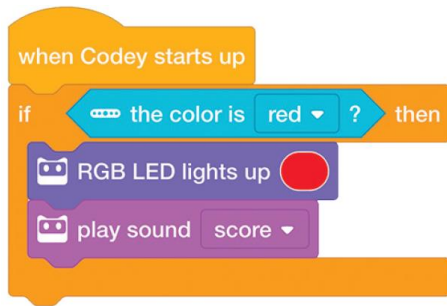 when Codey starts up
if the color is red ? then
RGB LED lights up
play sound score